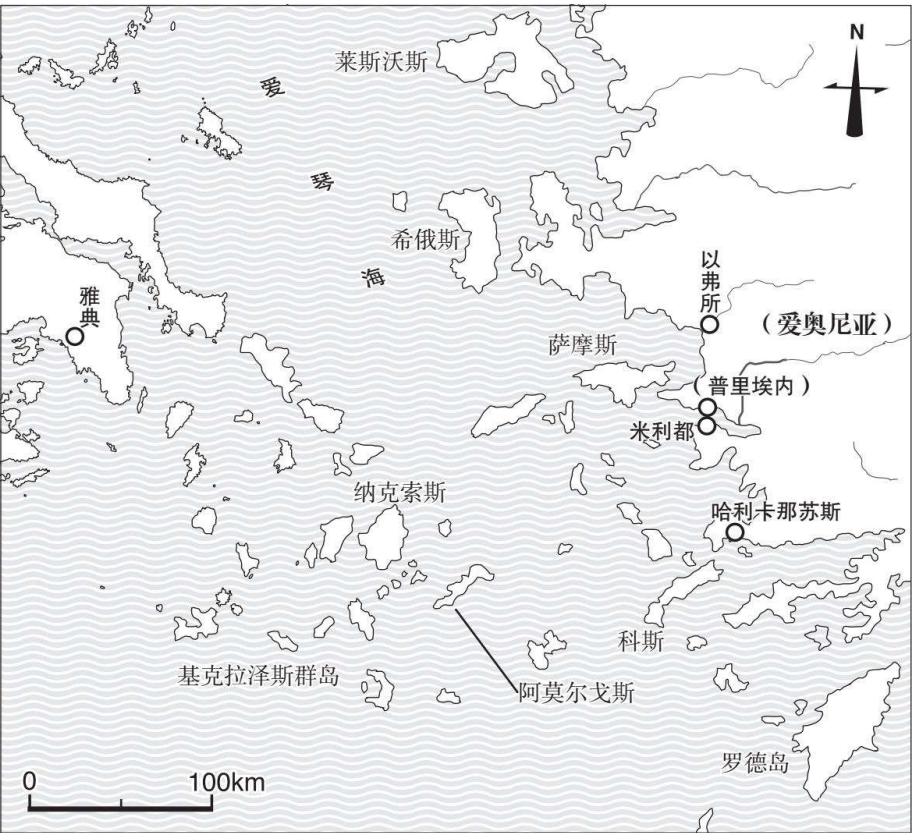 N
莱斯沃斯
爱琴海
希俄斯
以弗所
雅典
（爱奥尼亚）
萨摩斯
（普里埃内）
米利都
纳克索斯
哈利卡那苏斯
科斯
基克拉泽斯群岛
阿莫尔戈斯
罗德岛
0 100km